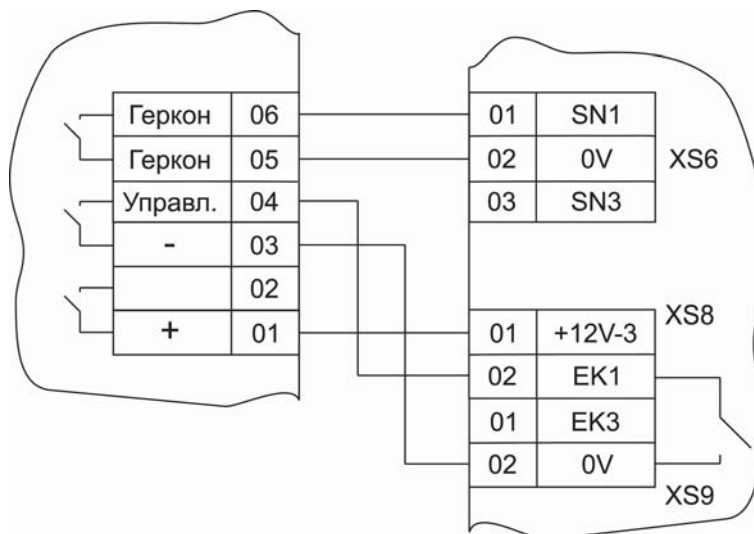 Геркон 06
Геркон 05
Управл. 04
- 03
02
+ 01
01 SN1
02 0V
03 SN3
XS6
XS8
01 +12V-3
02 EK1
01 EK3
02 0V
XS9